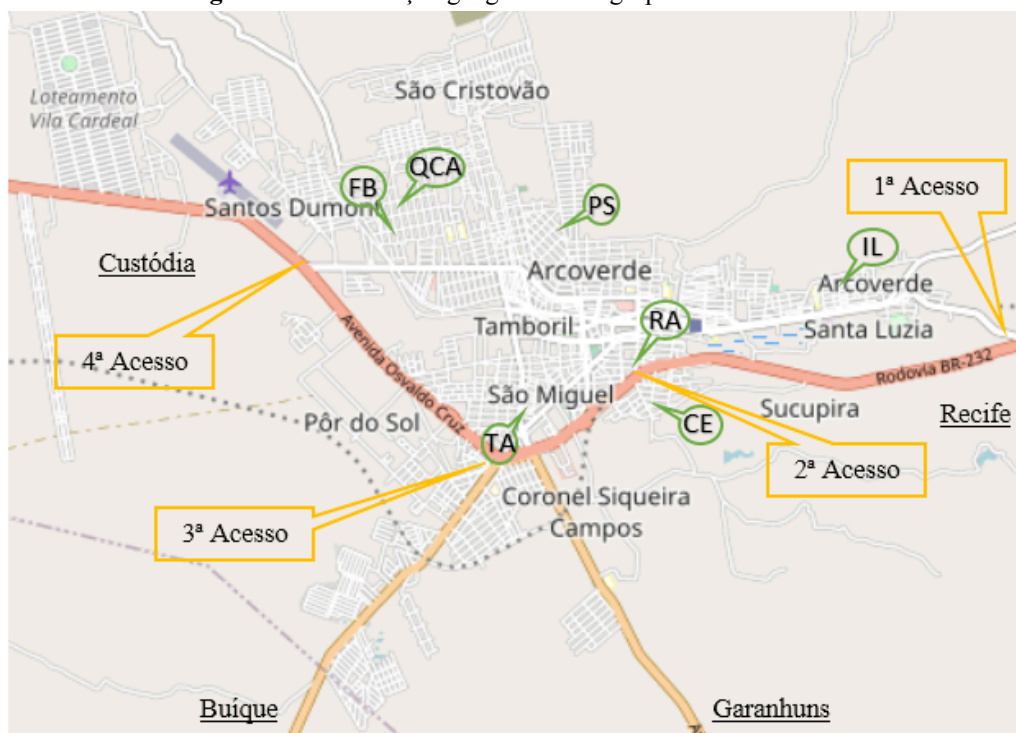 São Cristovão
Loteamento
Vila Cardeal
QCA
FB
Santos Dumont
PS
1ª Acesso
IL
Custódia
Arcoverde
Arcoverde
RA
Tamboril
Santa Luzia
4ª Acesso
Avenida Osvaldo Cruz
Rodovia BR-232
São Miguel
Sucupira
Pôr do Sol
CE
Recife
TA
2ª Acesso
Coronel Siqueira
Campos
3ª Acesso
Buíque
Garanhuns